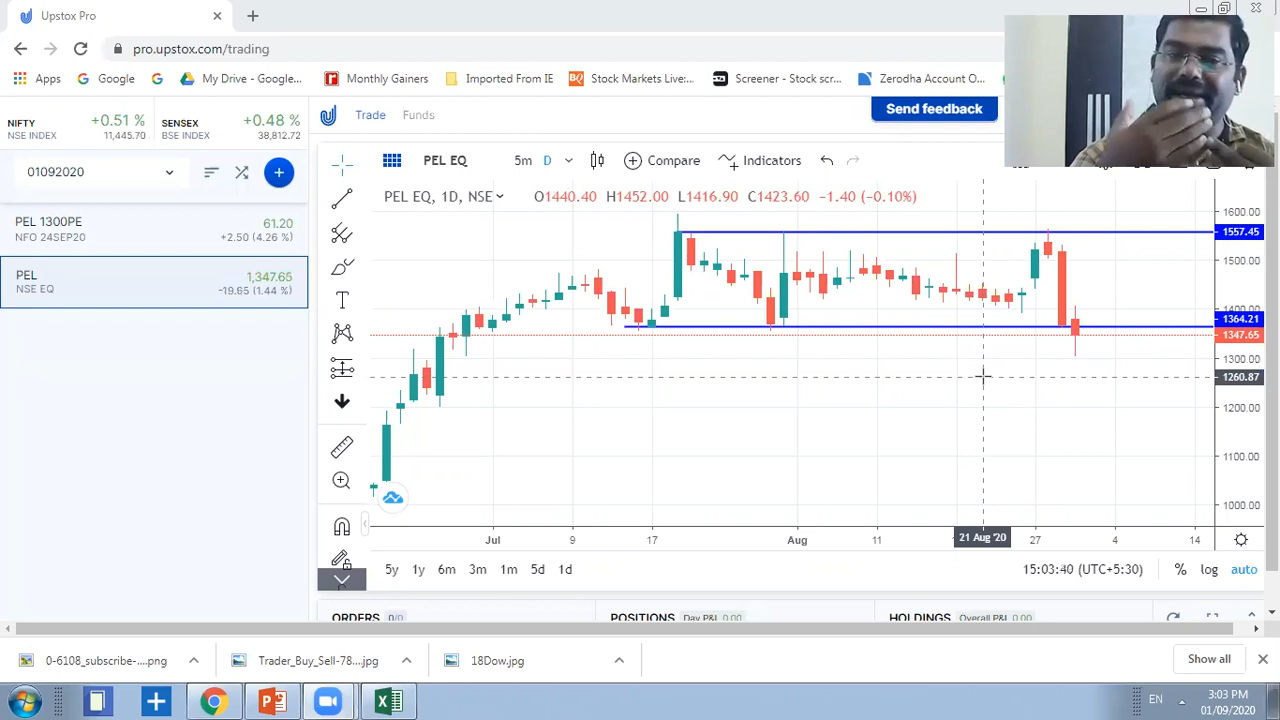 Upstox Pro
pro.upstox.com/trading
Apps Google My Drive - Google... Monthly Gainers Imported From IE Stock Markets Live:... Screener - Stock scr... Zerodha Account O...
NIFTY +0.51 % SENSEX +0.48 %
NSE INDEX 11,445.70 BSE INDEX 38,812.72
Trade Funds Send feedback
01092020
PEL EQ 5m D Compare Indicators
PEL 1300PE 61.20
NFO 24SEP20 +2.50 (4.26 %)
PEL 1,347.65
NSE EQ -19.65 (1.44 %)
PEL EQ, 1D, NSE O1440.40 H1452.00 L1416.90 C1423.60 −1.40 (−0.10%)
1600.00
1557.45
1500.00
1400.00
1364.21
1347.65
1300.00
1260.87
1200.00
1100.00
1000.00
Jul 9 17 Aug 11 21 Aug '20 27 4 14
5y 1y 6m 3m 1m 5d 1d 15:03:40 (UTC+5:30) % log auto
ORDERS 0/0 POSITIONS Day P&L 0.00 HOLDINGS Overall P&L 0.00
0-6108_subscribe-....png Trader_Buy_Sell-78....jpg 18Dow.jpg Show all
EN 3:03 PM
01/09/2020